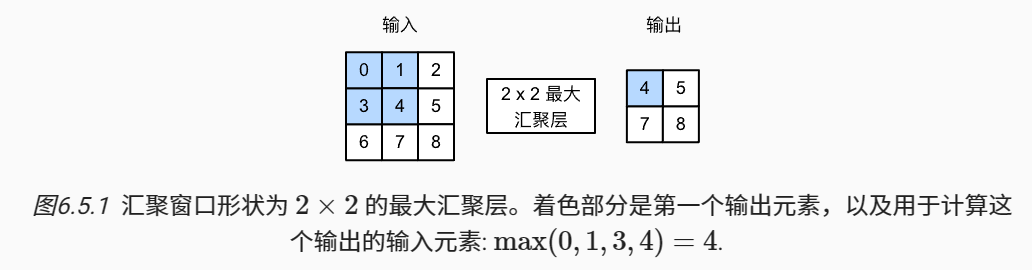 输入 输出
0 1 2
3 4 5
6 7 8
2 x 2 最大
汇聚层
4 5
7 8
图6.5.1 汇聚窗口形状为 2 × 2 的最大汇聚层。着色部分是第一个输出元素，以及用于计算这
个输出的输入元素: max(0, 1, 3, 4) = 4.